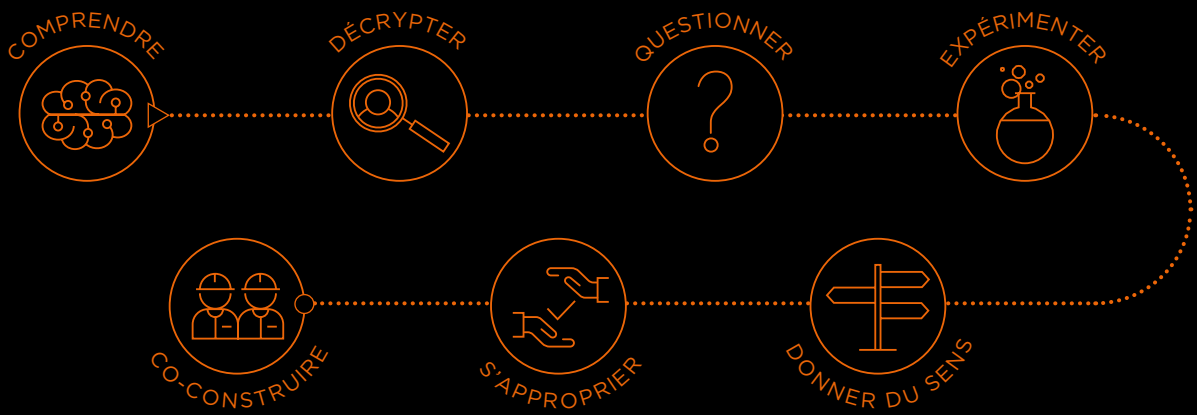 COMPRENDRE
DÉCRYPTER
QUESTIONNER
EXPÉRIMENTER
DONNER DU SENS
S'APPROPRIER
CO-CONSTRUIRE